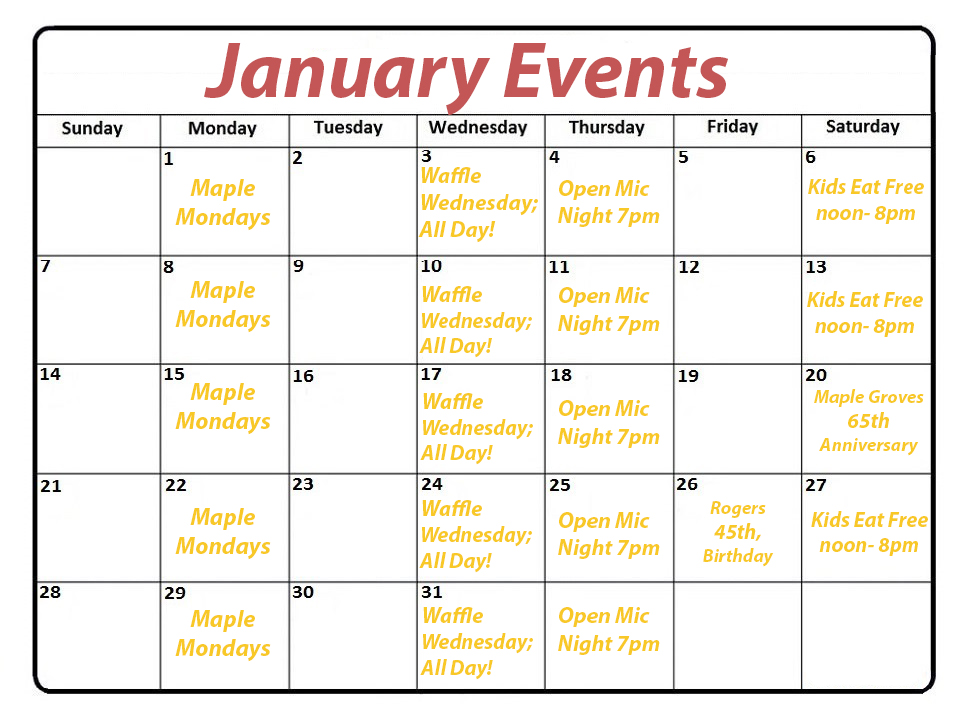 January Events
Sunday Monday Tuesday Wednesday Thursday Friday Saturday
1 2 3 4 5 6
Maple
Mondays
Waffle
Wednesday;
All Day!
Open Mic
Night 7pm
Kids Eat Free
noon- 8pm
7 8 9 10 11 12 13
Maple
Mondays
Waffle
Wednesday;
All Day!
Open Mic
Night 7pm
Kids Eat Free
noon- 8pm
14 15 16 17 18 19 20
Maple
Mondays
Waffle
Wednesday;
All Day!
Open Mic
Night 7pm
Maple Groves
65th
Anniversary
21 22 23 24 25 26 27
Maple
Mondays
Waffle
Wednesday;
All Day!
Open Mic
Night 7pm
Rogers
45th,
Birthday
Kids Eat Free
noon- 8pm
28 29 30 31
Maple
Mondays
Waffle
Wednesday;
All Day!
Open Mic
Night 7pm